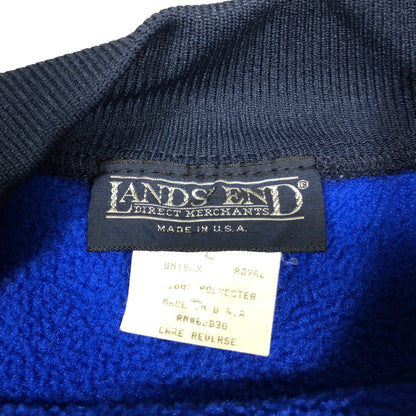 LANDS' END®
DIRECT MERCHANTS
MADE IN U.S.A.
L
UNISEX ROYAL
100% POLYESTER
MADE IN U.S.A
RN#62830
CARE REVERSE